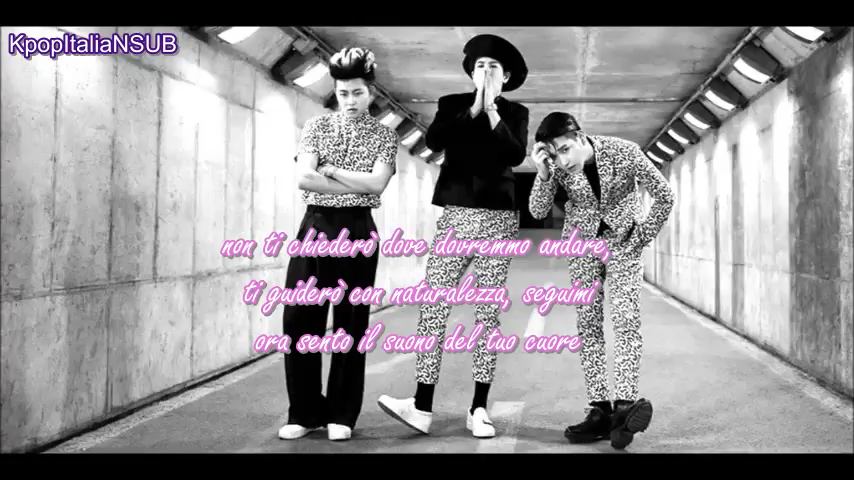 KpopItaliaNSUB
non ti chiederò dove dovremmo andare,
ti guiderò con naturalezza, seguimi
ora sento il suono del tuo cuore